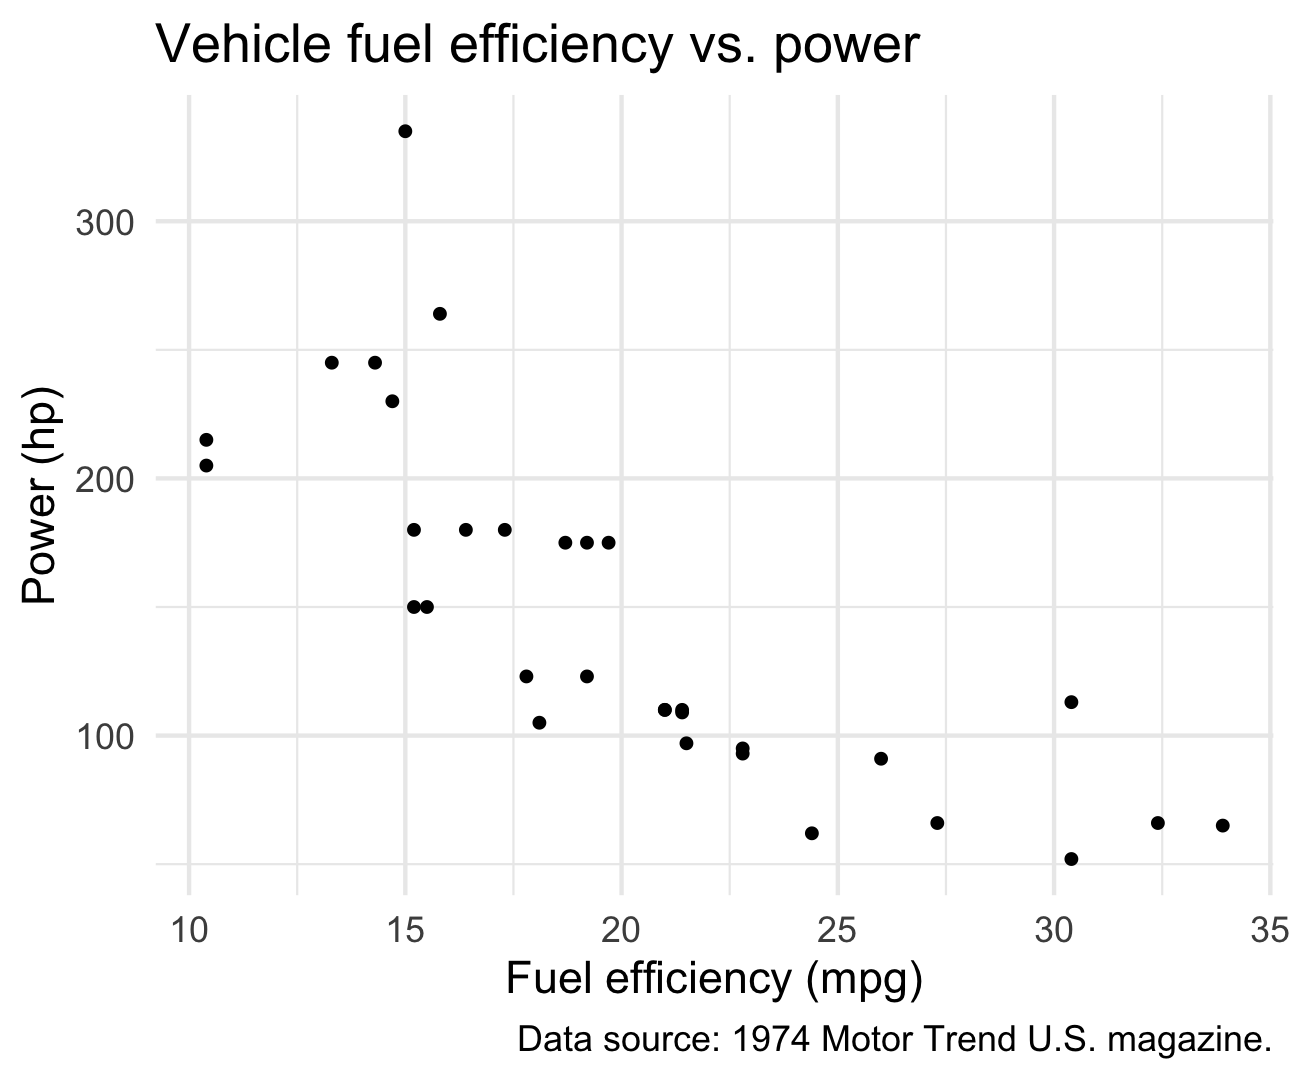 Vehicle fuel efficiency vs. power
300
200
100
Power (hp)
10 15 20 25 30 35
Fuel efficiency (mpg)
Data source: 1974 Motor Trend U.S. magazine.